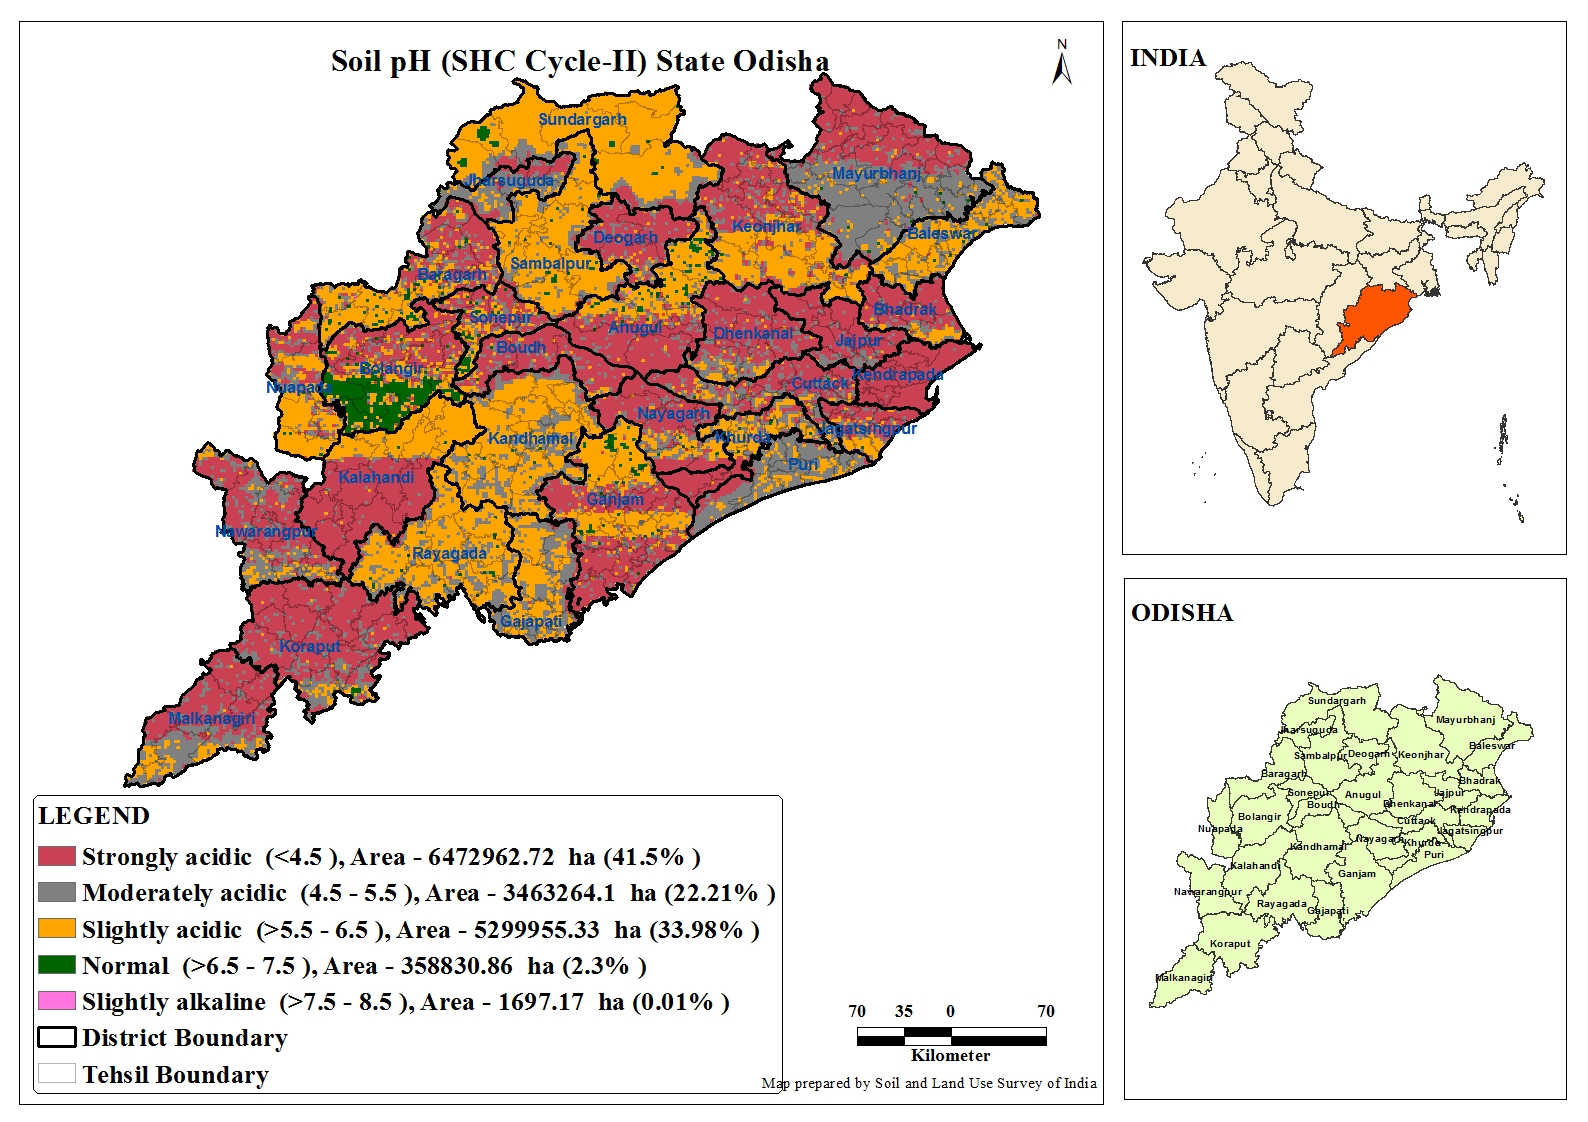 Soil pH (SHC Cycle-II) State Odisha
N
Sundargarh
Jharsuguda
Mayurbhanj
Keonjhar
Baleswar
Deogarh
Sambalpur
Baragarh
Sonepur
Anugul
Bhadrak
Dhenkanal
Jajpur
Boudh
Bolangir
Nuapada
Cuttack
Kendrapada
Nayagarh
Jagatsingpur
Khurda
Kandhamal
Puri
Kalahandi
Ganjam
Nawarangpur
Rayagada
Gajapati
Koraput
Malkanagiri
LEGEND
Strongly acidic (<4.5 ), Area - 6472962.72 ha (41.5% )
Moderately acidic (4.5 - 5.5 ), Area - 3463264.1 ha (22.21% )
Slightly acidic (>5.5 - 6.5 ), Area - 5299955.33 ha (33.98% )
Normal (>6.5 - 7.5 ), Area - 358830.86 ha (2.3% )
Slightly alkaline (>7.5 - 8.5 ), Area - 1697.17 ha (0.01% )
District Boundary
Tehsil Boundary
70 35 0 70
Kilometer
Map prepared by Soil and Land Use Survey of India
INDIA
ODISHA
Sundargarh
Mayurbhanj
Jharsuguda
Baleswar
Sambalpur
Deogarh
Keonjhar
Baragarh
Bhadrak
Sonepur
Anugul
Jajpur
Boudh
Dhenkanal
Kendrapada
Bolangir
Cuttack
Nuapada
Jagatsingpur
Nayagarh
Khurda
Kandhamal
Puri
Kalahandi
Ganjam
Nawarangpur
Rayagada
Gajapati
Koraput
Malkanagiri